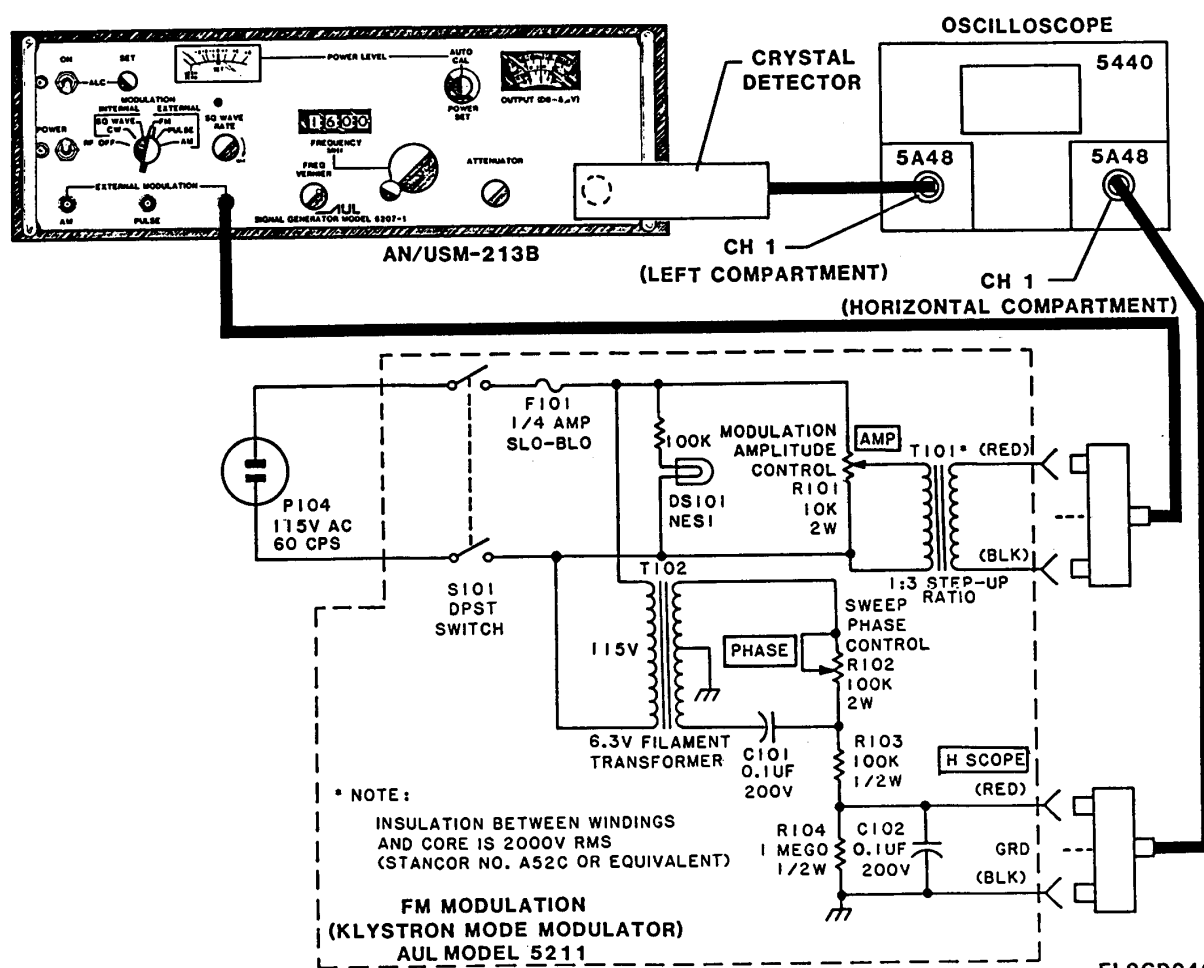 OSCILLOSCOPE
5440
CRYSTAL
DETECTOR
5A48
5A48
ON
SET
ALC
POWER LEVEL
AUTO
CAL
POWER
SET
OUTPUT (DB-
MODULATION
INTERNAL
EXTERNAL
SQ WAVE
FM
CW
PULSE
RF OFF
AM
SQ WAVE
RATE
POWER
1600
FREQUENCY
MHz
FREQ
VERNIER
ATTENUATOR
EXTERNAL MODULATION
AM
PULSE
AUL
SIGNAL GENERATOR MODEL 6207-1
AN/USM-213B
CH 1
(LEFT COMPARTMENT)
CH 1
(HORIZONTAL COMPARTMENT)
F101
1/4 AMP
SLO-BLO
100K
DS101
NE51
MODULATION
AMPLITUDE
CONTROL
R101
10K
2W
AMP
T101*
(RED)
(BLK)
1:3 STEP-UP
RATIO
P104
115V AC
60 CPS
S101
DPST
SWITCH
T102
115V
6.3V FILAMENT
TRANSFORMER
PHASE
SWEEP
PHASE
CONTROL
R102
100K
2W
C101
0.1UF
200V
R103
100K
1/2W
H SCOPE
(RED)
R104
1 MEGO
1/2W
C102
0.1UF
200V
GRD
(BLK)
* NOTE:
INSULATION BETWEEN WINDINGS
AND CORE IS 2000V RMS
(STANCOR NO. A52C OR EQUIVALENT)
FM MODULATION
(KLYSTRON MODE MODULATOR)
AUL MODEL 5211